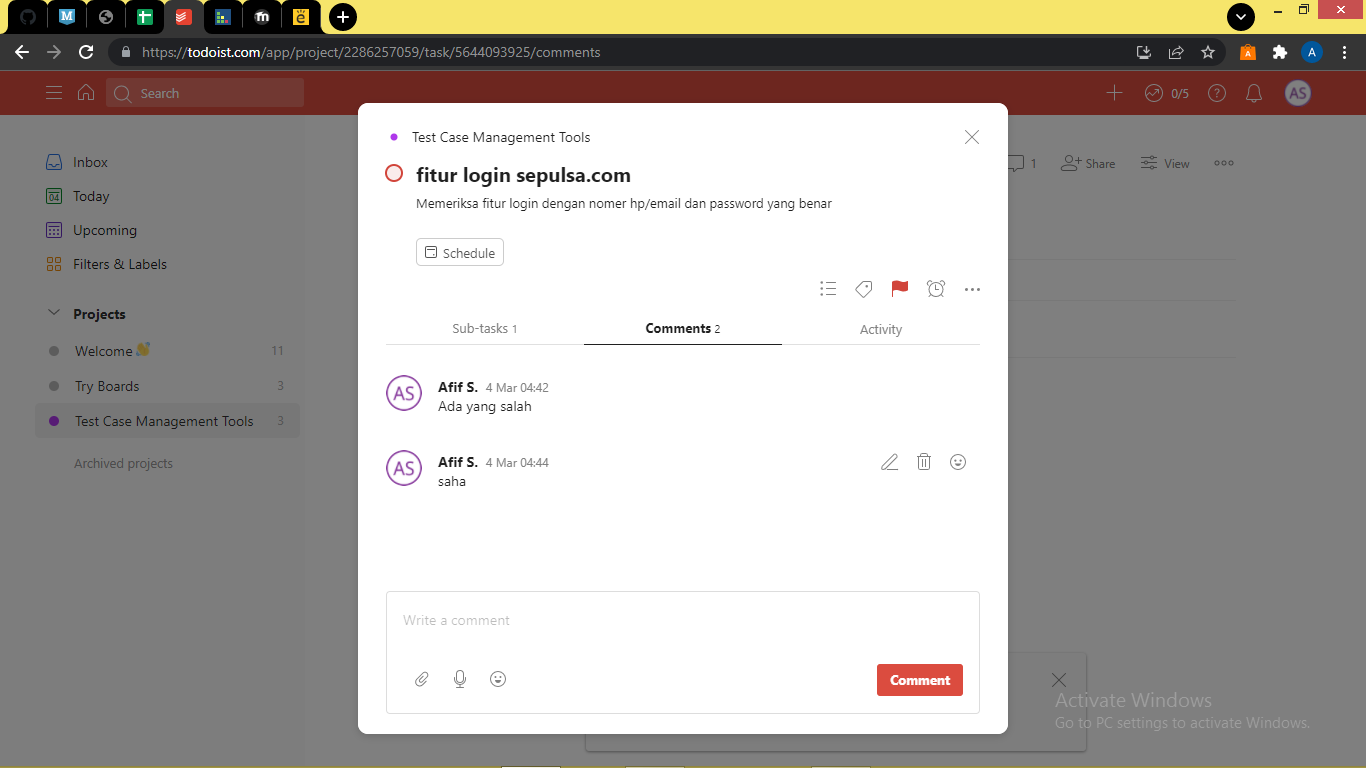 https://todoist.com/app/project/2286257059/task/5644093925/comments
A
A
Search
0/5
AS
Inbox
04 Today
Upcoming
Filters & Labels
Projects
Welcome 👋 11
Try Boards 3
Test Case Management Tools 3
Archived projects
1 Share View
Test Case Management Tools
fitur login sepulsa.com
Memeriksa fitur login dengan nomer hp/email dan password yang benar
Schedule
Sub-tasks 1 Comments 2 Activity
AS Afif S. 4 Mar 04:42
Ada yang salah
AS Afif S. 4 Mar 04:44
saha
Write a comment
Comment
Activate Windows
Go to PC settings to activate Windows.